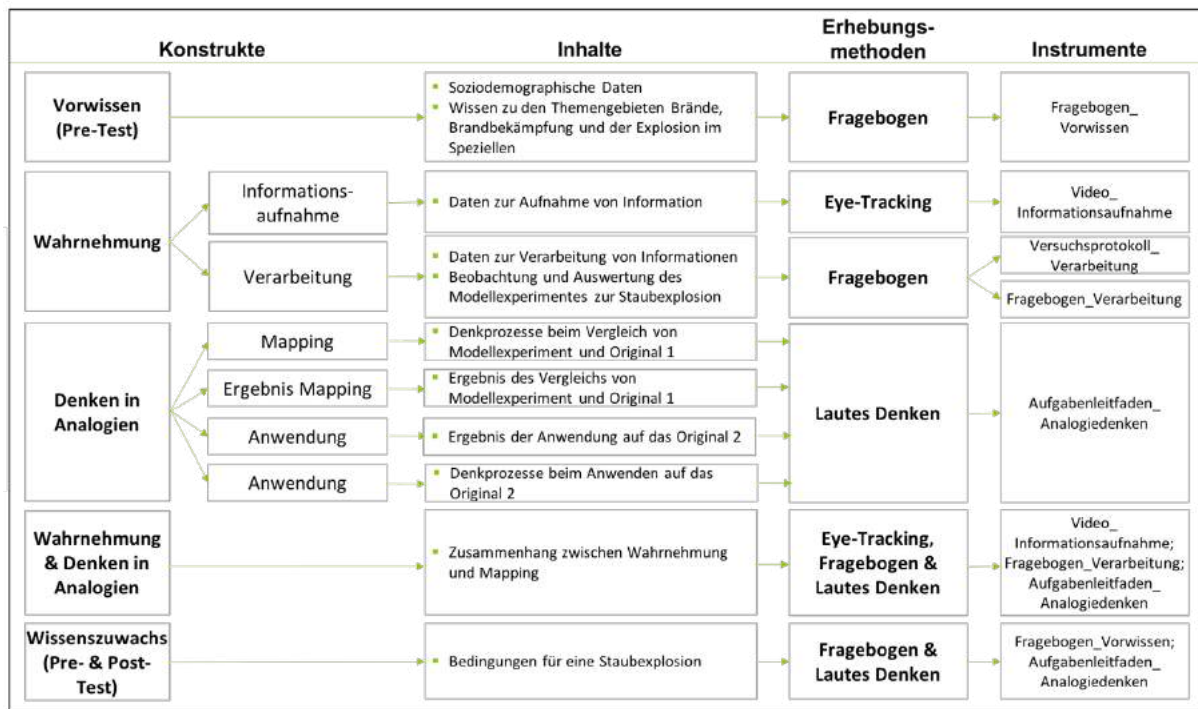 Konstrukte
Inhalte
Erhebungs-
methoden
Instrumente
Vorwissen
(Pre-Test)
▪ Soziodemographische Daten
▪ Wissen zu den Themengebieten Brände,
Brandbekämpfung und der Explosion im
Speziellen
Fragebogen
Fragebogen_
Vorwissen
Wahrnehmung
Informations-
aufnahme
▪ Daten zur Aufnahme von Information
Eye-Tracking
Video_
Informationsaufnahme
Verarbeitung
▪ Daten zur Verarbeitung von Informationen
▪ Beobachtung und Auswertung des
Modellexperimentes zur Staubexplosion
Fragebogen
Versuchsprotokoll_
Verarbeitung
Fragebogen_Verarbeitung
Denken in
Analogien
Mapping
▪ Denkprozesse beim Vergleich von
Modellexperiment und Original 1
Ergebnis Mapping
▪ Ergebnis des Vergleichs von
Modellexperiment und Original 1
Anwendung
▪ Ergebnis der Anwendung auf das Original 2
Anwendung
▪ Denkprozesse beim Anwenden auf das
Original 2
Lautes Denken
Aufgabenleitfaden_
Analogiedenken
Wahrnehmung
& Denken in
Analogien
▪ Zusammenhang zwischen Wahrnehmung
und Mapping
Eye-Tracking,
Fragebogen &
Lautes Denken
Video_
Informationsaufnahme;
Fragebogen_Verarbeitung;
Aufgabenleitfaden_
Analogiedenken
Wissenszuwachs
(Pre- & Post-
Test)
▪ Bedingungen für eine Staubexplosion
Fragebogen &
Lautes Denken
Fragebogen_Vorwissen;
Aufgabenleitfaden_
Analogiedenken